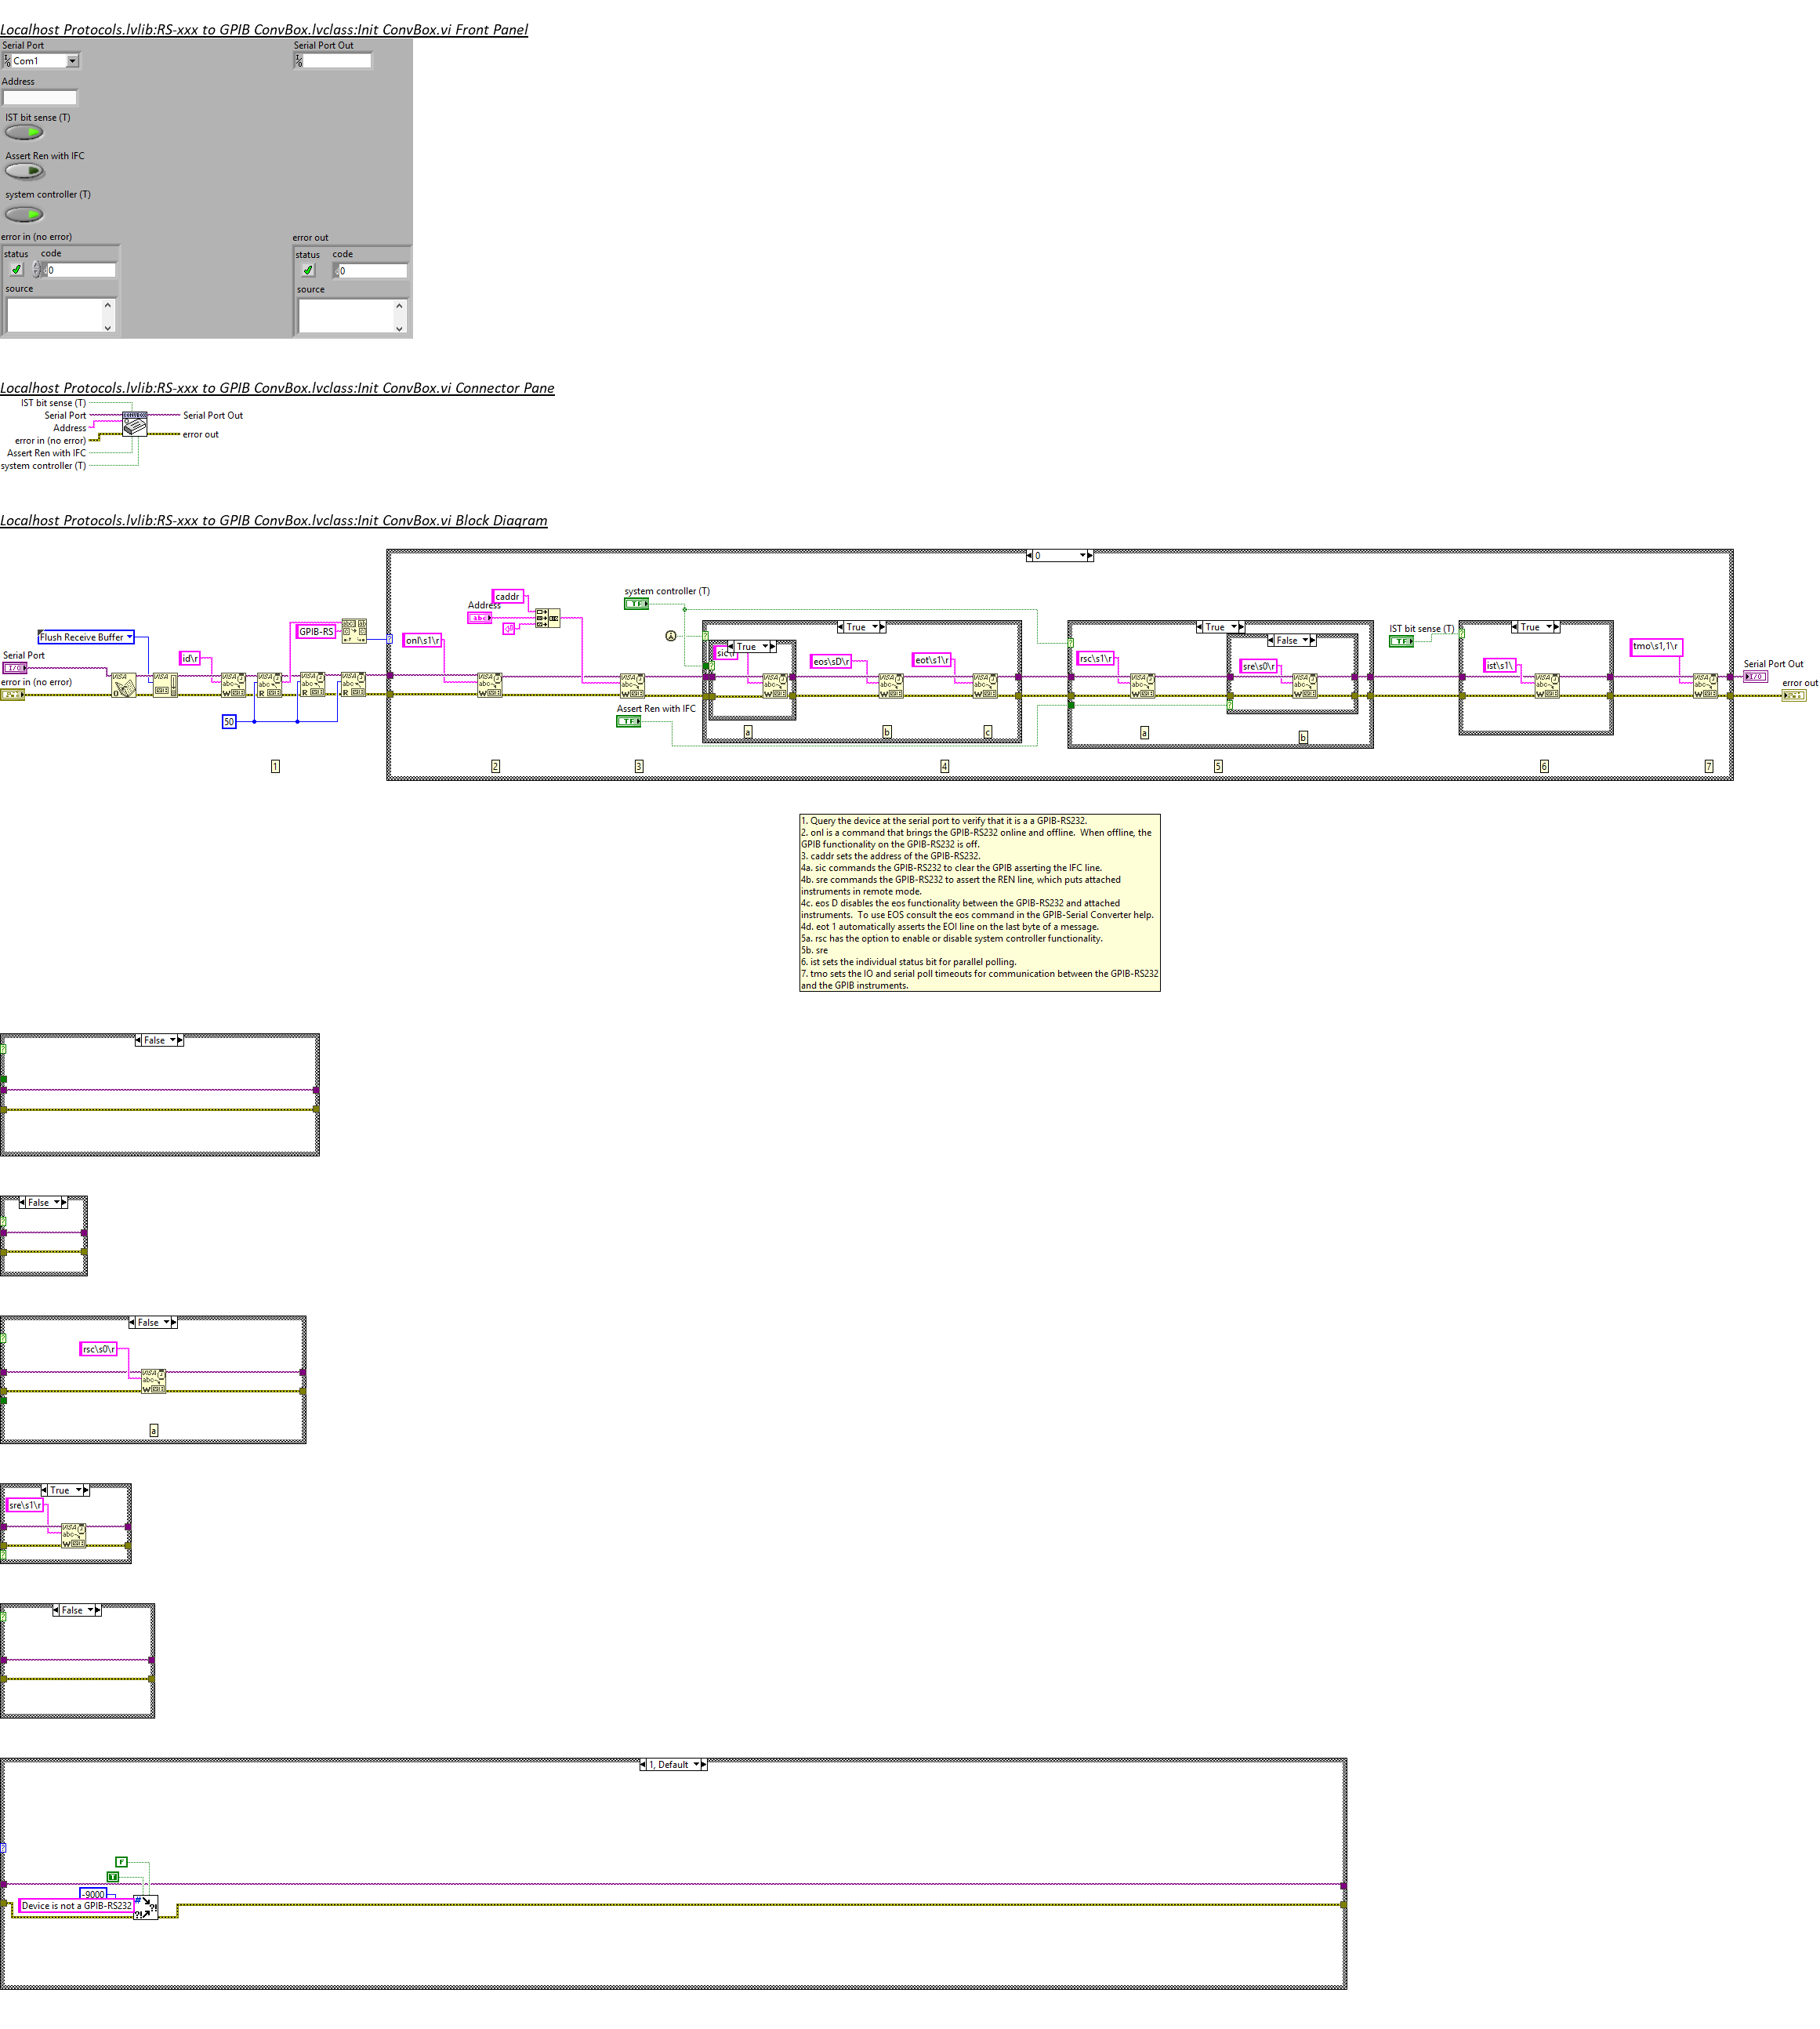 Localhost Protocols.lvlib:RS-xxx to GPIB ConvBox.lvclass:Init ConvBox.vi Front Panel
Serial Port
Serial Port Out
Com1
Address
IST bit sense (T)
Assert Ren with IFC
system controller (T)
error in (no error)
error out
status code
status code
0
0
source
source
Localhost Protocols.lvlib:RS-xxx to GPIB ConvBox.lvclass:Init ConvBox.vi Connector Pane
IST bit sense (T)
Serial Port
Serial Port Out
Address
error in (no error)
error out
Assert Ren with IFC
system controller (T)
Localhost Protocols.lvlib:RS-xxx to GPIB ConvBox.lvclass:Init ConvBox.vi Block Diagram
0
system controller (T)
TF
caddr
Address
abc
Flush Receive Buffer
GPIB-RS
onl\s1\r
id\r
True
True
sic\r
eos\sD\r
eot\s1\r
True
rsc\s1\r
False
sre\s0\r
IST bit sense (T)
TF
True
ist\s1\
tmo\s1,1\r
Serial Port
I/O
error in (no error)
Serial Port Out
I/O
error out
50
Assert Ren with IFC
TF
a
b
c
a
b
1
2
3
4
5
6
7
1. Query the device at the serial port to verify that it is a a GPIB-RS232.
2. onl is a command that brings the GPIB-RS232 online and offline. When offline, the
GPIB functionality on the GPIB-RS232 is off.
3. caddr sets the address of the GPIB-RS232.
4a. sic commands the GPIB-RS232 to clear the GPIB asserting the IFC line.
4b. sre commands the GPIB-RS232 to assert the REN line, which puts attached
instruments in remote mode.
4c. eos D disables the eos functionality between the GPIB-RS232 and attached
instruments. To use EOS consult the eos command in the GPIB-Serial Converter help.
4d. eot 1 automatically asserts the EOI line on the last byte of a message.
5a. rsc has the option to enable or disable system controller functionality.
5b. sre
6. ist sets the individual status bit for parallel polling.
7. tmo sets the IO and serial poll timeouts for communication between the GPIB-RS232
and the GPIB instruments.
False
False
False
rsc\s0\r
a
True
sre\s1\r
False
1, Default
F
T
-9000
Device is not a GPIB-RS232